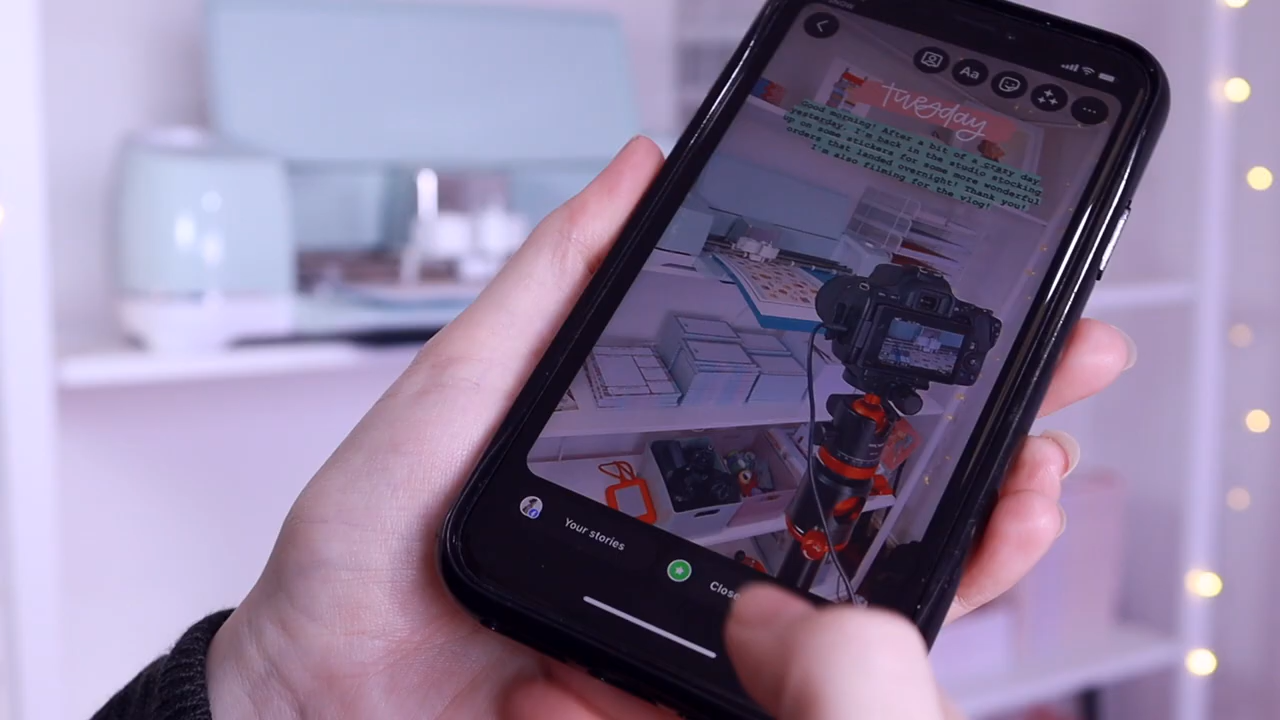 Aa
tuesday
Good morning! After a bit of a crazy day
yesterday, I'm back in the studio stocking
up on some stickers for some more wonderful
orders that landed overnight! Thank you!
I'm also filming for the vlog!
Your stories
Close